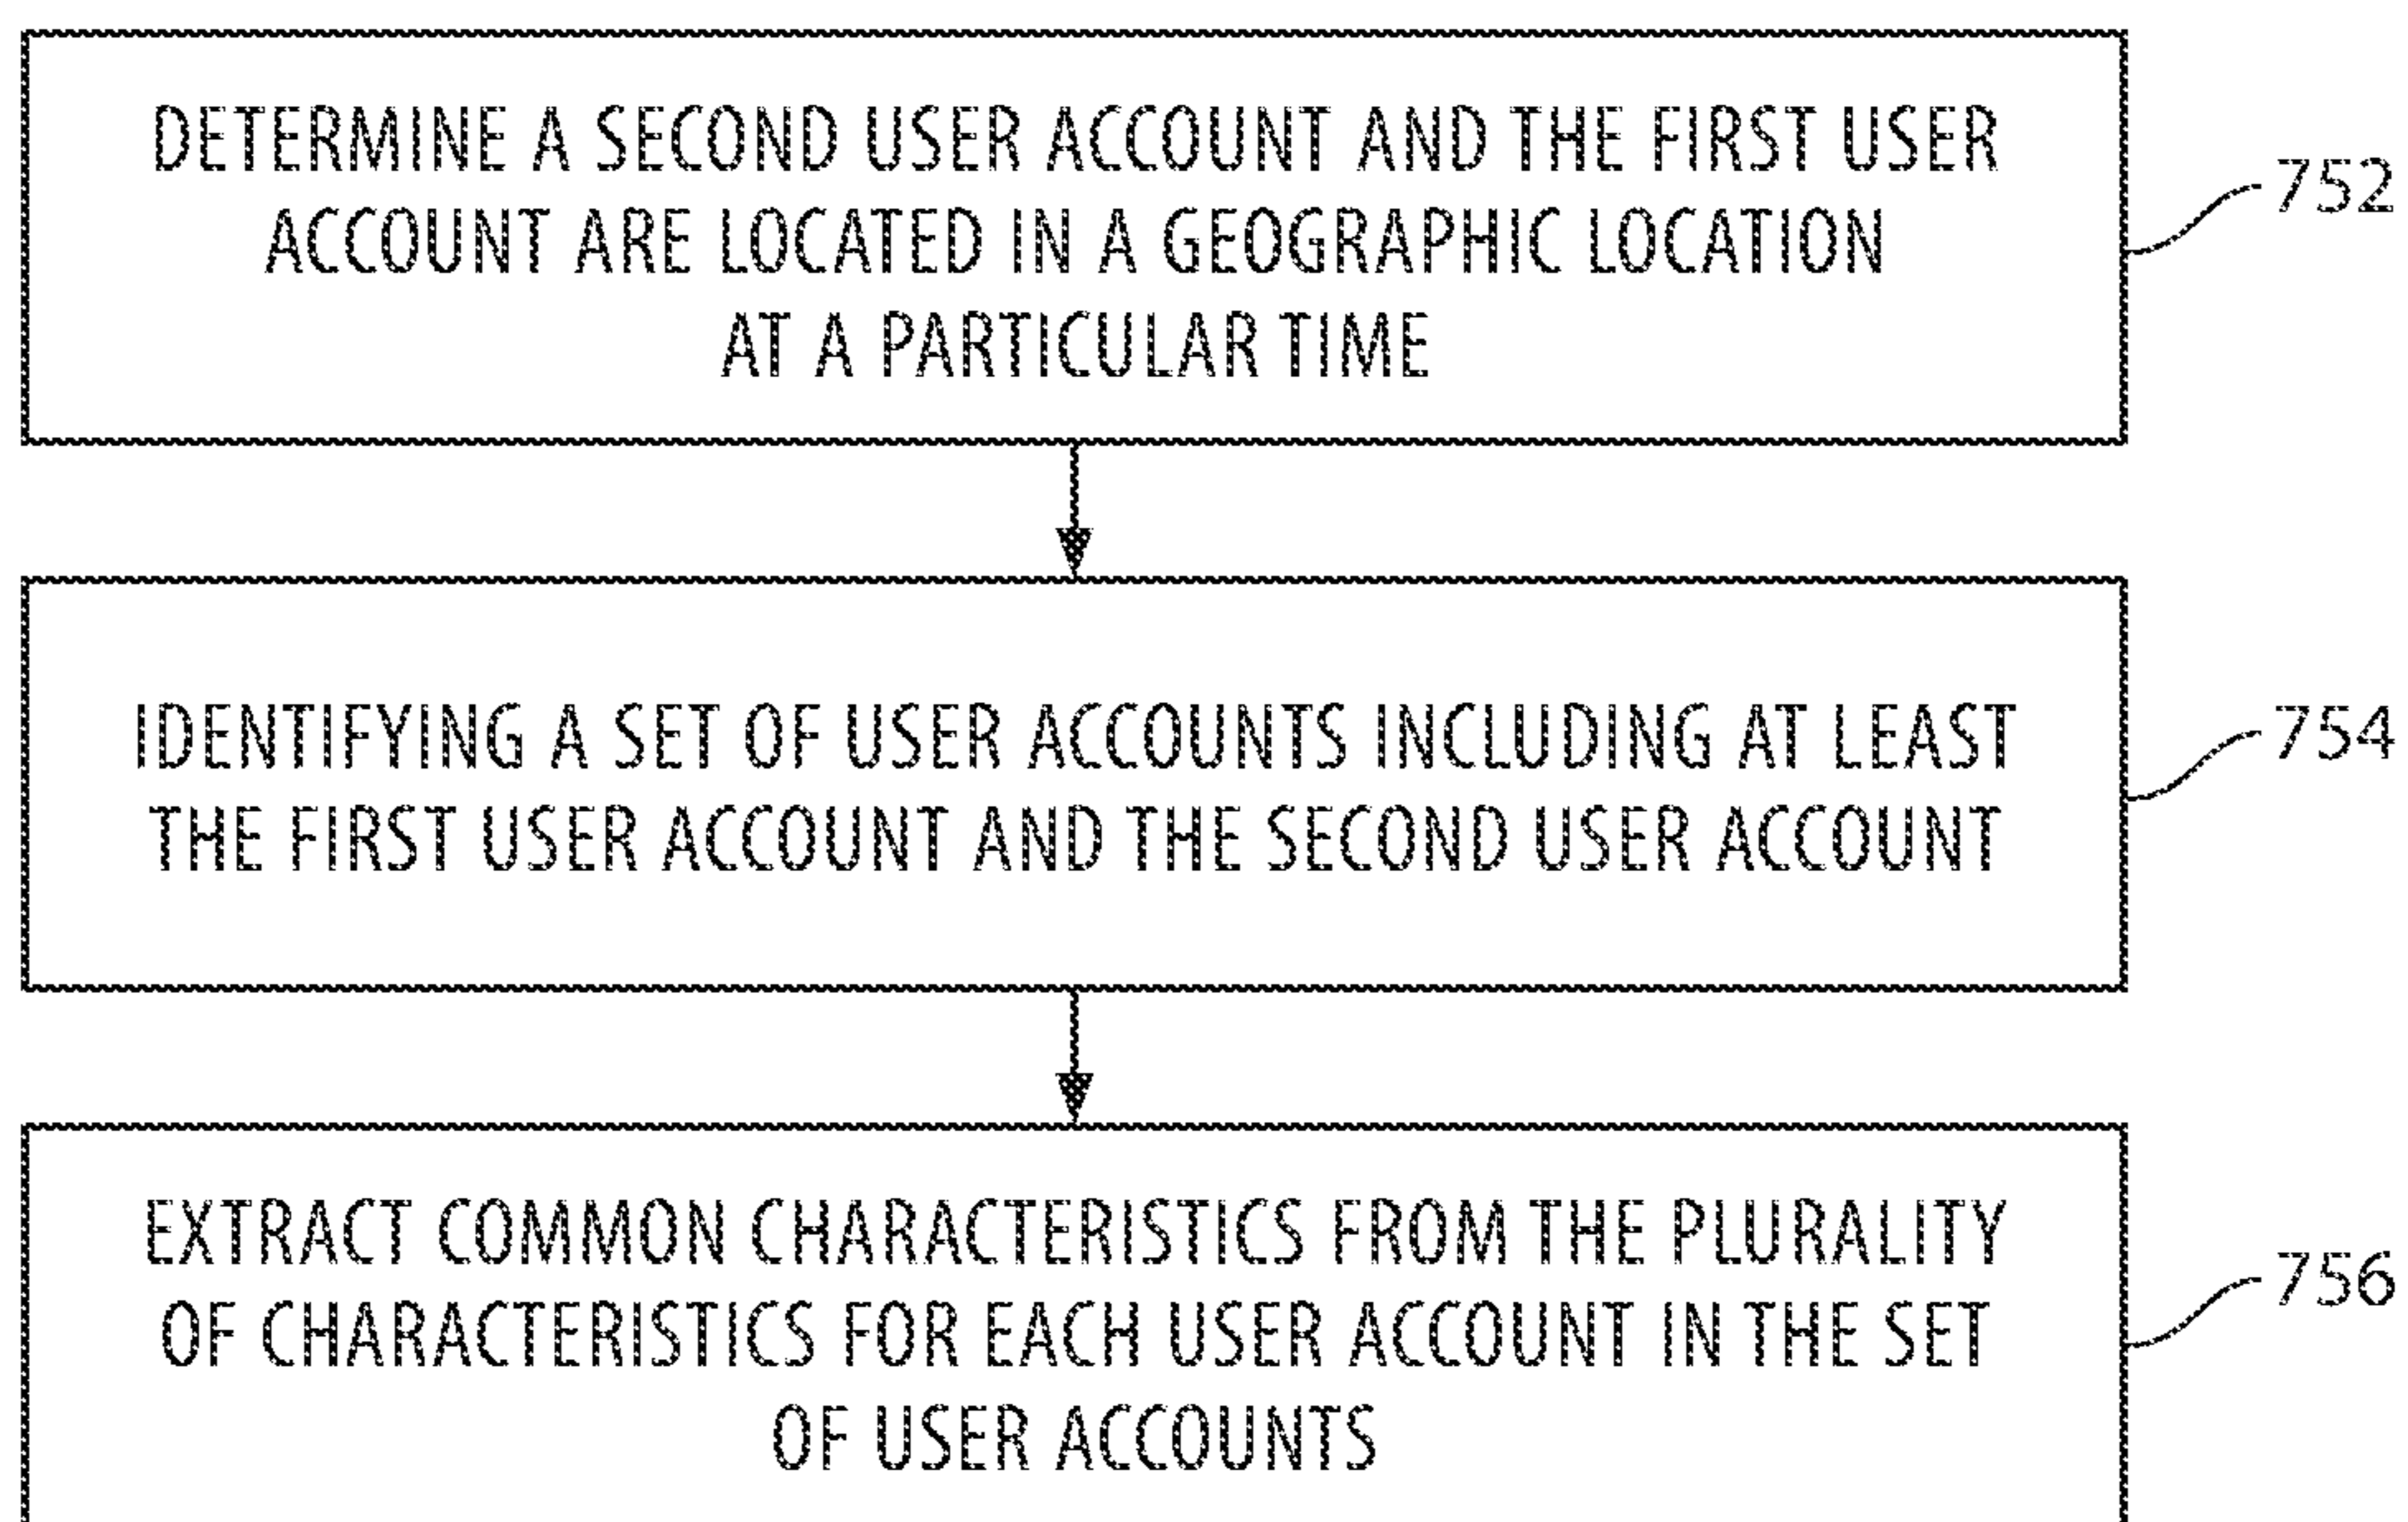 DETERMINE A SECOND USER ACCOUNT AND THE FIRST USER
ACCOUNT ARE LOCATED IN A GEOGRAPHIC LOCATION
AT A PARTICULAR TIME
752
IDENTIFYING A SET OF USER ACCOUNTS INCLUDING AT LEAST
THE FIRST USER ACCOUNT AND THE SECOND USER ACCOUNT
754
EXTRACT COMMON CHARACTERISTICS FROM THE PLURALITY
OF CHARACTERISTICS FOR EACH USER ACCOUNT IN THE SET
OF USER ACCOUNTS
756